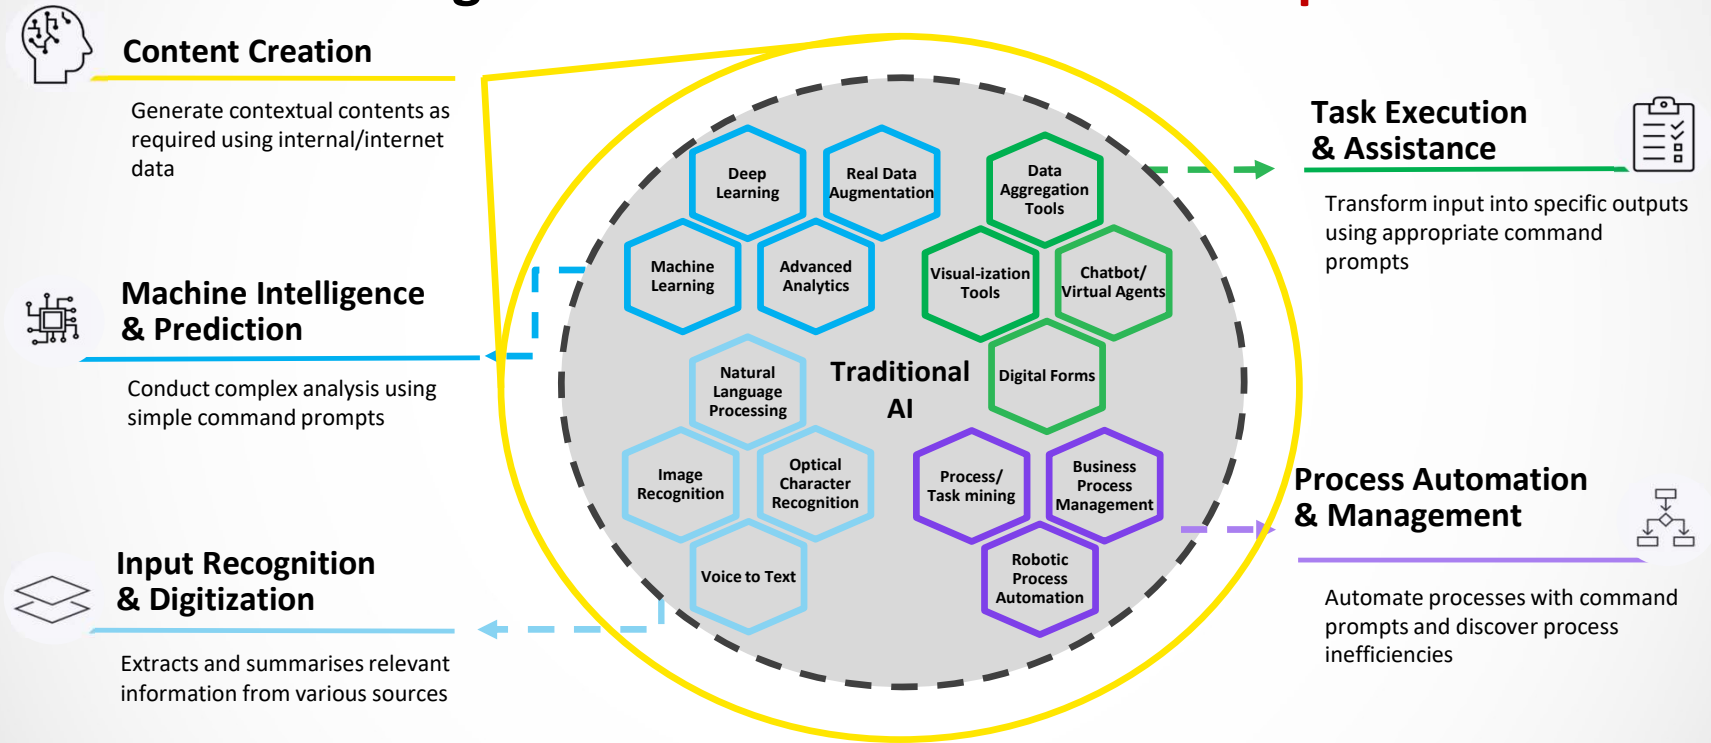 Content Creation
Generate contextual contents as
required using internal/internet
data
Machine Intelligence
& Prediction
Conduct complex analysis using
simple command prompts
Input Recognition
& Digitization
Extracts and summarises relevant
information from various sources
Deep
Learning
Real Data
Augmentation
Machine
Learning
Advanced
Analytics
Data
Aggregation
Tools
Visual-ization
Tools
Chatbot/
Virtual Agents
Digital Forms
Traditional
AI
Natural
Language
Processing
Image
Recognition
Optical
Character
Recognition
Voice to Text
Process/
Task mining
Business
Process
Management
Robotic
Process
Automation
Task Execution
& Assistance
Transform input into specific outputs
using appropriate command
prompts
Process Automation
& Management
Automate processes with command
prompts and discover process
inefficiencies